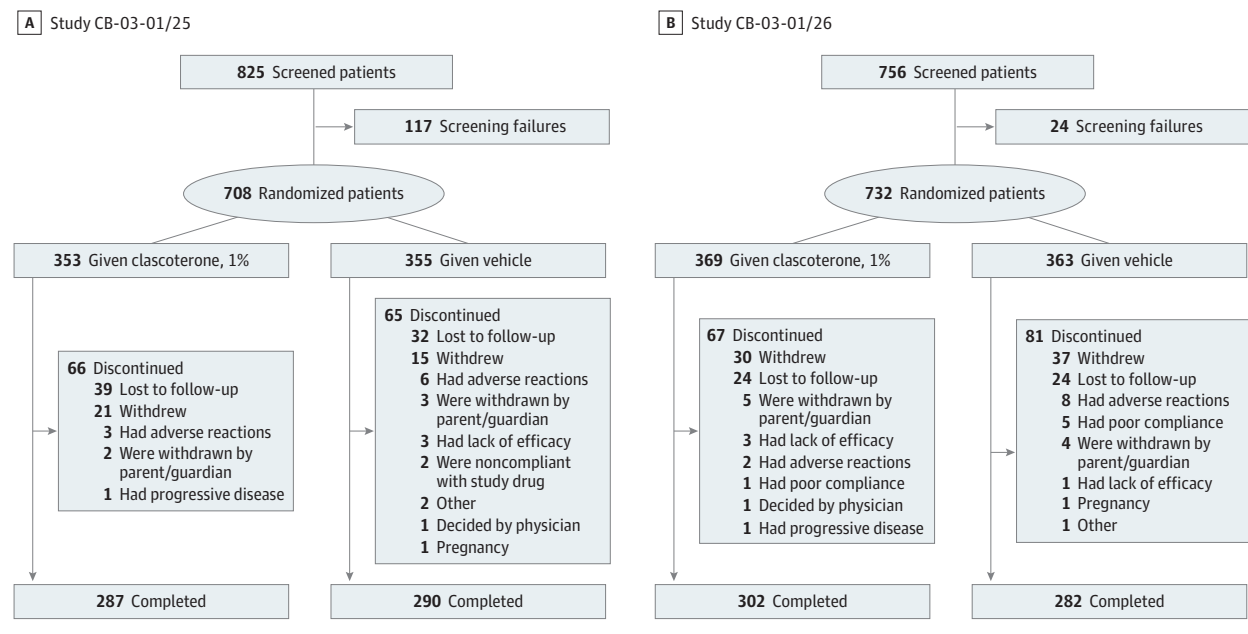 A Study CB-03-01/25
825 Screened patients
117 Screening failures
708 Randomized patients
353 Given clascoterone, 1%
355 Given vehicle
66 Discontinued
39 Lost to follow-up
21 Withdrew
3 Had adverse reactions
2 Were withdrawn by
parent/guardian
1 Had progressive disease
65 Discontinued
32 Lost to follow-up
15 Withdrew
6 Had adverse reactions
3 Were withdrawn by
parent/guardian
3 Had lack of efficacy
2 Were noncompliant
with study drug
2 Other
1 Decided by physician
1 Pregnancy
287 Completed
290 Completed
B Study CB-03-01/26
756 Screened patients
24 Screening failures
732 Randomized patients
369 Given clascoterone, 1%
363 Given vehicle
67 Discontinued
30 Withdrew
24 Lost to follow-up
5 Were withdrawn by
parent/guardian
3 Had lack of efficacy
2 Had adverse reactions
1 Had poor compliance
1 Decided by physician
1 Had progressive disease
81 Discontinued
37 Withdrew
24 Lost to follow-up
8 Had adverse reactions
5 Had poor compliance
4 Were withdrawn by
parent/guardian
1 Had lack of efficacy
1 Pregnancy
1 Other
302 Completed
282 Completed